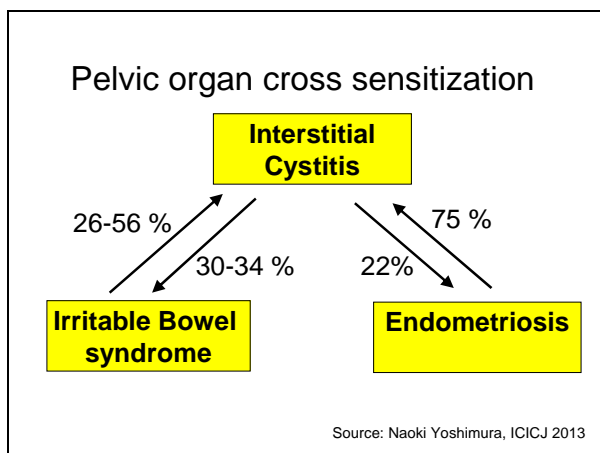 Pelvic organ cross sensitization
Interstitial
Cystitis
26-56 %
75 %
30-34 %
22%
Irritable Bowel
syndrome
Endometriosis
Source: Naoki Yoshimura, ICICJ 2013